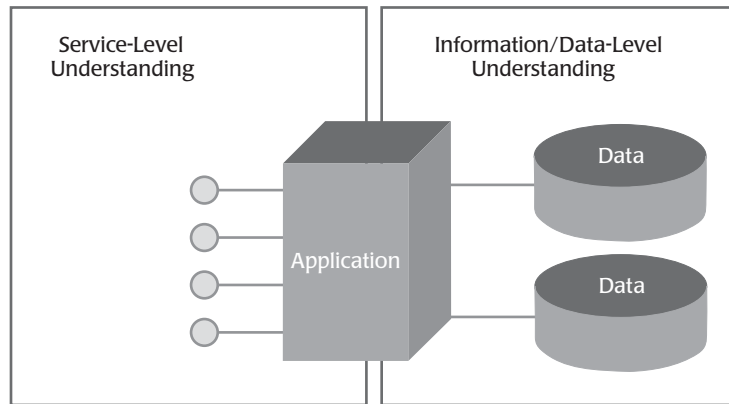 Service-Level
Understanding
Information/Data-Level
Understanding
Data
Application
Data